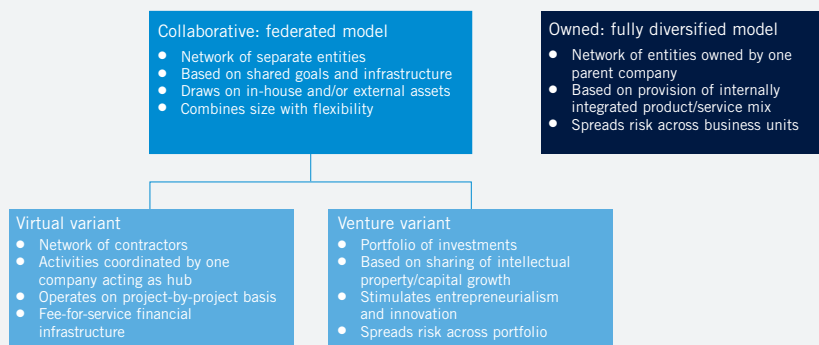 Collaborative: federated model
● Network of separate entities
● Based on shared goals and infrastructure
● Draws on in-house and/or external assets
● Combines size with flexibility
Owned: fully diversified model
● Network of entities owned by one
parent company
● Based on provision of internally
integrated product/service mix
● Spreads risk across business units
Virtual variant
● Network of contractors
● Activities coordinated by one
company acting as hub
● Operates on project-by-project basis
● Fee-for-service financial
infrastructure
Venture variant
● Portfolio of investments
● Based on sharing of intellectual
property/capital growth
● Stimulates entrepreneurialism
and innovation
● Spreads risk across portfolio